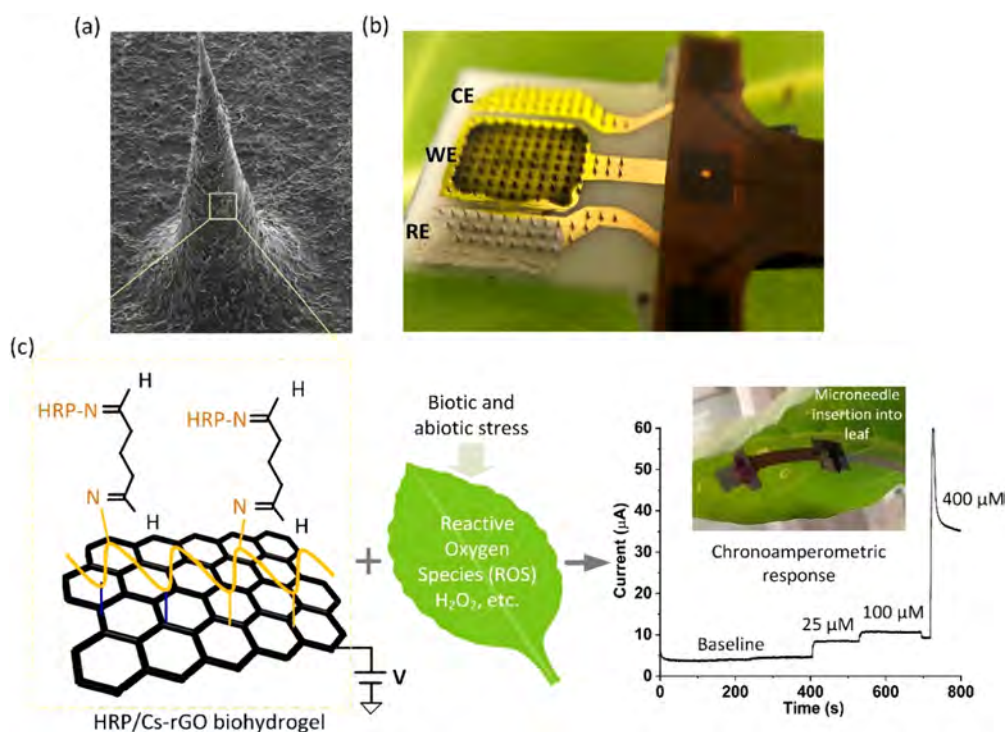 (a)
(b)
CE
WE
RE
(c)
H
H
HRP-N
HRP-N
N
N
H
H
V
HRP/Cs-rGO biohydrogel
Biotic and
abiotic stress
+
Reactive
Oxygen
Species (ROS)
H₂O₂, etc.
Microneedle
insertion into
leaf
Chronoamperometric
response
400 μM
25 μM
100 μM
Baseline
Current (μA)
60
50
40
30
20
10
0
0
200
400
600
800
Time (s)